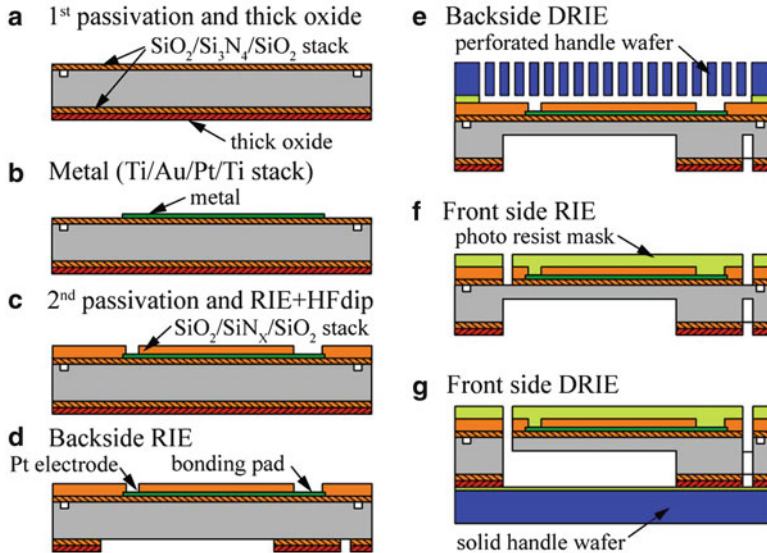 a 1st passivation and thick oxide
SiO2/Si3N4/SiO2 stack
thick oxide
b Metal (Ti/Au/Pt/Ti stack)
metal
c 2nd passivation and RIE+HFdip
SiO2/SiNX/SiO2 stack
d Backside RIE
Pt electrode
bonding pad
e Backside DRIE
perforated handle wafer
f Front side RIE
photo resist mask
g Front side DRIE
solid handle wafer